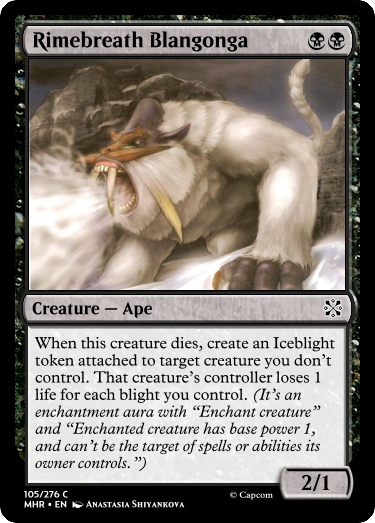 Rimebreath Blangonga
Creature — Ape
When this creature dies, create an Iceblight
token attached to target creature you don't
control. That creature's controller loses 1
life for each blight you control. (It's an
enchantment aura with “Enchant creature”
and “Enchanted creature has base power 1,
and can't be the target of spells or abilities its
owner controls.”)
2/1
105/276 C
MHR • EN Anastasia Shiyankova
© Capcom